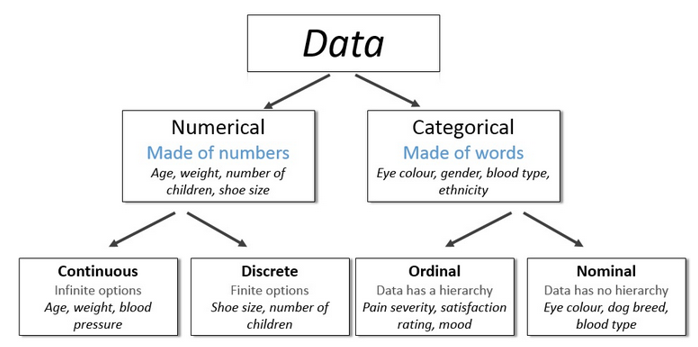 Data
Numerical
Made of numbers
Age, weight, number of
children, shoe size
Categorical
Made of words
Eye colour, gender, blood type,
ethnicity
Continuous
Infinite options
Age, weight, blood
pressure
Discrete
Finite options
Shoe size, number of
children
Ordinal
Data has a hierarchy
Pain severity, satisfaction
rating, mood
Nominal
Data has no hierarchy
Eye colour, dog breed,
blood type